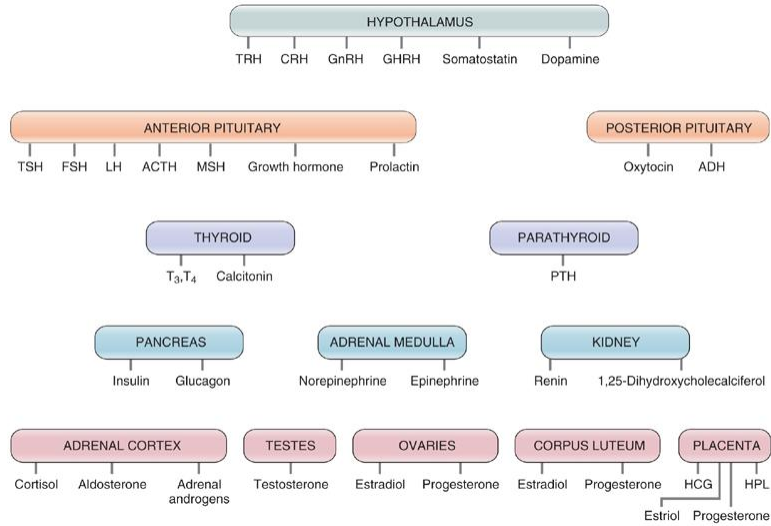 HYPOTHALAMUS
TRH CRH GnRH GHRH Somatostatin Dopamine
ANTERIOR PITUITARY POSTERIOR PITUITARY
TSH FSH LH ACTH MSH Growth hormone Prolactin Oxytocin ADH
THYROID PARATHYROID
T₃,T₄ Calcitonin PTH
PANCREAS ADRENAL MEDULLA KIDNEY
Insulin Glucagon Norepinephrine Epinephrine Renin 1,25-Dihydroxycholecalciferol
ADRENAL CORTEX TESTES OVARIES CORPUS LUTEUM PLACENTA
Cortisol Aldosterone Adrenal androgens Testosterone Estradiol Progesterone Estradiol Progesterone HCG HPL
Estriol Progesterone